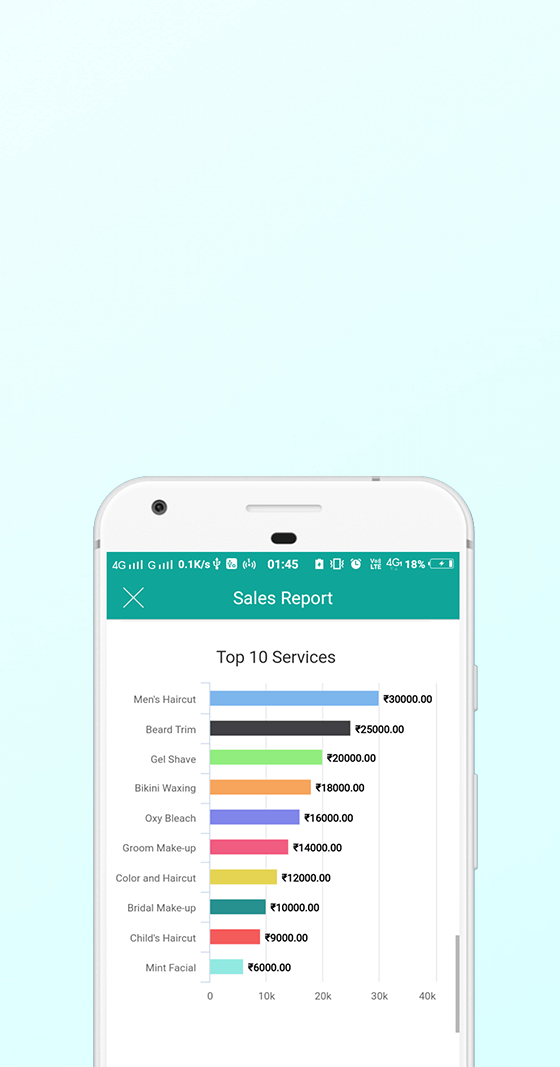 4G G 0.1K/s 01:45 VoLTE 4G 18%
Sales Report
Top 10 Services
Men's Haircut ₹30000.00
Beard Trim ₹25000.00
Gel Shave ₹20000.00
Bikini Waxing ₹18000.00
Oxy Bleach ₹16000.00
Groom Make-up ₹14000.00
Color and Haircut ₹12000.00
Bridal Make-up ₹10000.00
Child's Haircut ₹9000.00
Mint Facial ₹6000.00
0 10k 20k 30k 40k